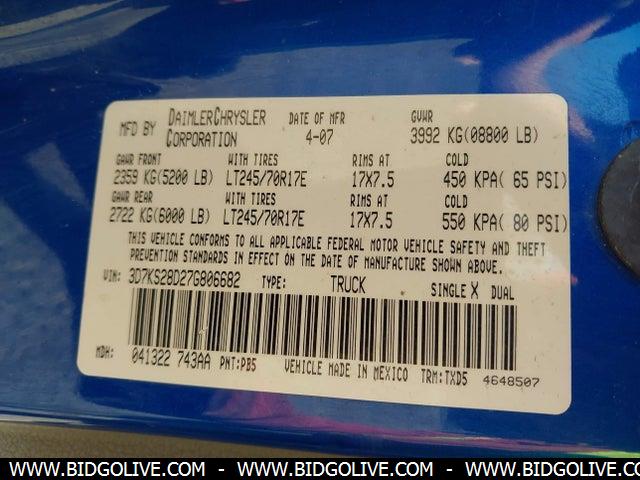 MFD BY DAIMLERCHRYSLER CORPORATION DATE OF MFR 4-07 GVWR 3992 KG(08800 LB)
GAWR FRONT WITH TIRES RIMS AT COLD
2359 KG(5200 LB) LT245/70R17E 17X7.5 450 KPA( 65 PSI)
GAWR REAR WITH TIRES RIMS AT COLD
2722 KG(6000 LB) LT245/70R17E 17X7.5 550 KPA( 80 PSI)
THIS VEHICLE CONFORMS TO ALL APPLICABLE FEDERAL MOTOR VEHICLE SAFETY AND THEFT
PREVENTION STANDARDS IN EFFECT ON THE DATE OF MANUFACTURE SHOWN ABOVE.
VIN: 3D7KS28D27G806682 TYPE: TRUCK SINGLE X DUAL
MDH: 041322 743AA PNT:PB5 VEHICLE MADE IN MEXICO TRM:TXD5 4648507
WWW.BIDGOLIVE.COM - WWW.BIDGOLIVE.COM - WWW.BIDGOLIVE.COM